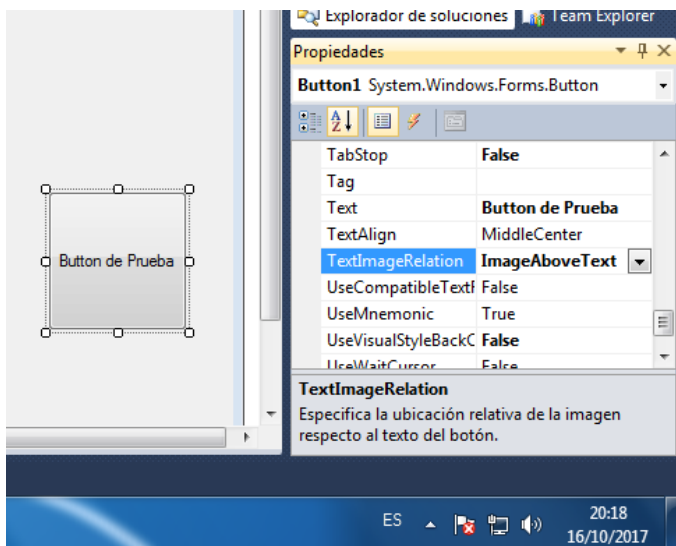 Explorador de soluciones Team Explorer
Propiedades
Button1 System.Windows.Forms.Button
TabStop False
Tag
Text Button de Prueba
TextAlign MiddleCenter
TextImageRelation ImageAboveText
UseCompatibleTextF False
UseMnemonic True
UseVisualStyleBackC False
UseWaitCursor False
Button de Prueba
TextImageRelation
Especifica la ubicación relativa de la imagen
respecto al texto del botón.
ES
20:18
16/10/2017